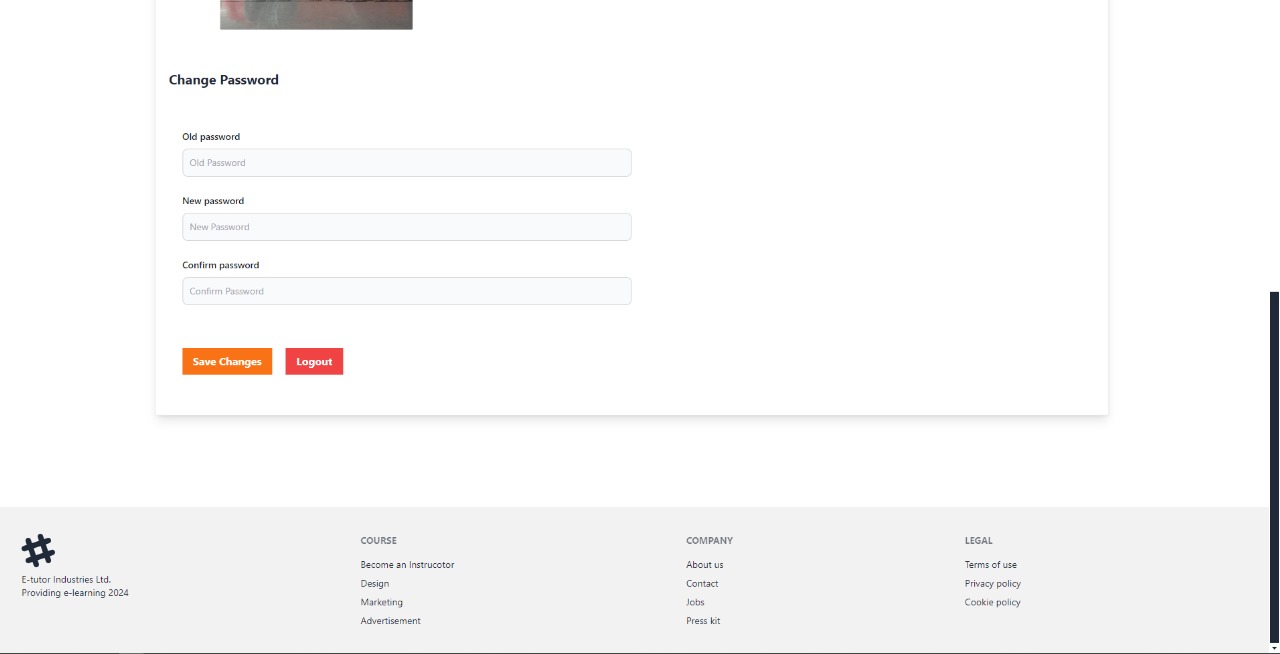 Change Password
Old password
Old Password
New password
New Password
Confirm password
Confirm Password
Save Changes
Logout
E-tutor Industries Ltd.
Providing e-learning 2024
COURSE
Become an Instrucotor
Design
Marketing
Advertisement
COMPANY
About us
Contact
Jobs
Press kit
LEGAL
Terms of use
Privacy policy
Cookie policy